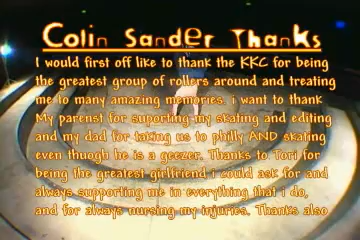 Colin Sander Thanks
I would first off like to thank the KKC for being
the greatest group of rollers around and treating
me to many amazing memories. i want to thank
My parenst for suporting my skating and editing
and my dad for taking us to philly AND skating
even thuogh he is a geezer. Thanks to Tori for
being the greatest girlfriend i could ask for and
always supporting me in everything that i do,
and for always nursing my injuries. Thanks also